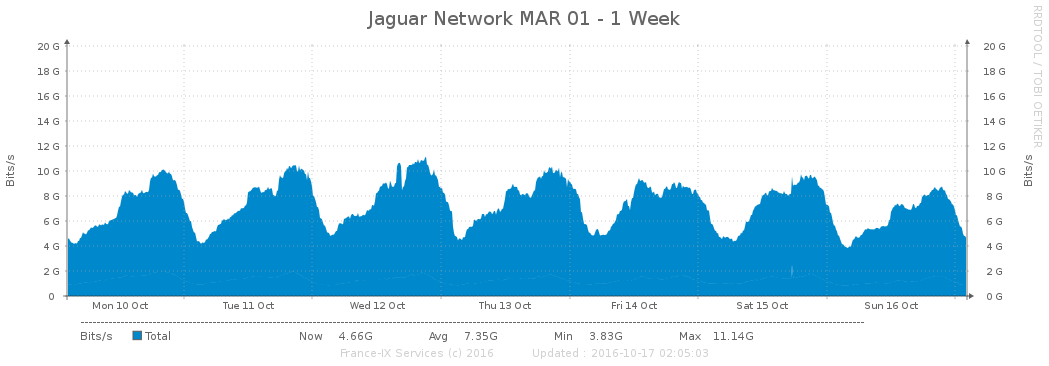 Jaguar Network MAR 01 - 1 Week
RRDTOOL / TOBI OETIKER
Bits/s
Bits/s
20 G 20 G
18 G 18 G
16 G 16 G
14 G 14 G
12 G 12 G
10 G 10 G
8 G 8 G
6 G 6 G
4 G 4 G
2 G 2 G
0 0 G
Mon 10 Oct Tue 11 Oct Wed 12 Oct Thu 13 Oct Fri 14 Oct Sat 15 Oct Sun 16 Oct
Bits/s Total Now 4.66G Avg 7.35G Min 3.83G Max 11.14G
France-IX Services (c) 2016 Updated : 2016-10-17 02:05:03